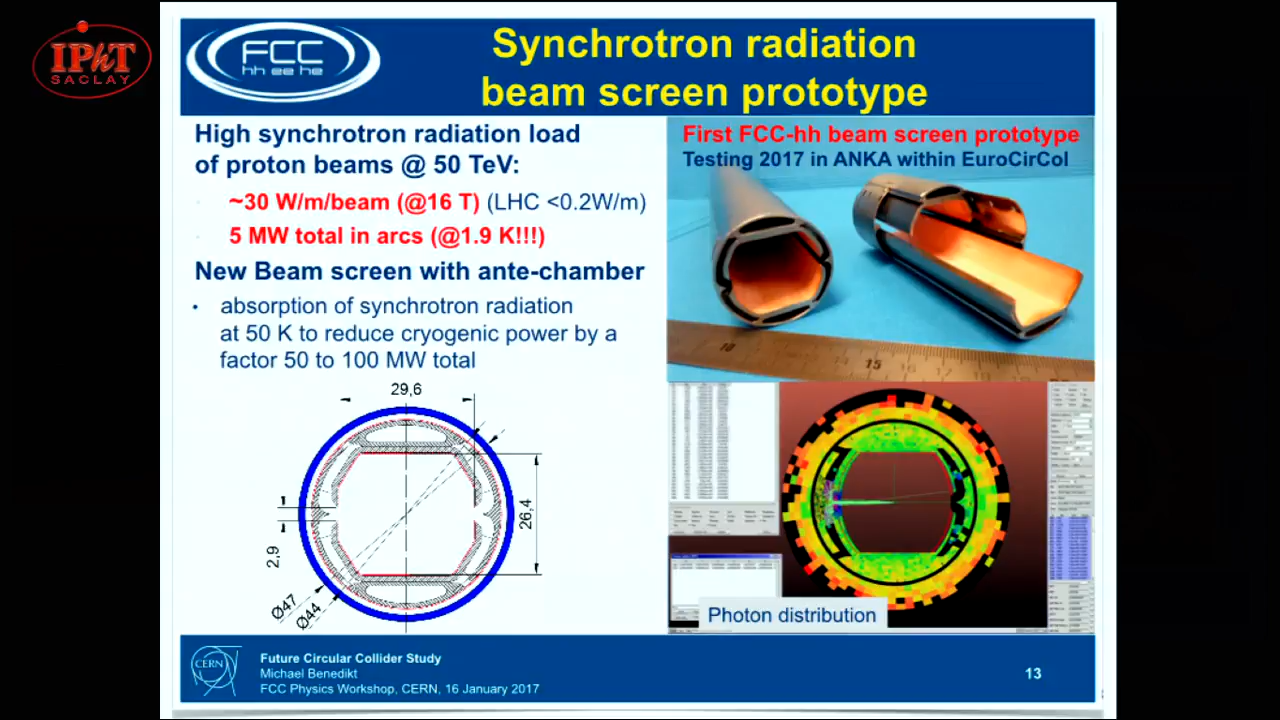 IPhT
SACLAY
FCC
hh ee he
Synchrotron radiation
beam screen prototype
High synchrotron radiation load
of proton beams @ 50 TeV:
~30 W/m/beam (@16 T) (LHC <0.2W/m)
5 MW total in arcs (@1.9 K!!!)
New Beam screen with ante-chamber
• absorption of synchrotron radiation
at 50 K to reduce cryogenic power by a
factor 50 to 100 MW total
29,6
26,4
2,9
Ø47
Ø44
First FCC-hh beam screen prototype
Testing 2017 in ANKA within EuroCirCol
10
15
Photon distribution
CERN
Future Circular Collider Study
Michael Benedikt
FCC Physics Workshop, CERN, 16 January 2017
13